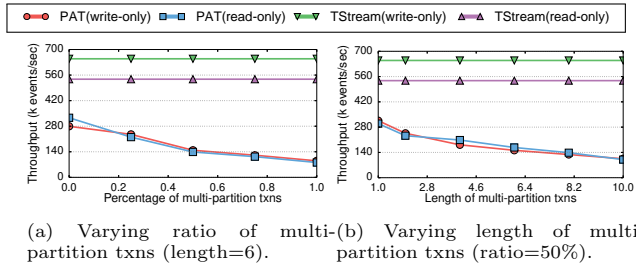 PAT(write-only) PAT(read-only) TStream(write-only) TStream(read-only)
Throughput (k events/sec)
700
560
420
280
140
0
0.0 0.2 0.4 0.6 0.8 1.0
Percentage of multi-partition txns
Throughput (k events/sec)
700
560
420
280
140
0
1.0 2.8 4.6 6.4 8.2 10.0
Length of multi-partition txns
(a) Varying ratio of multi-
partition txns (length=6).
(b) Varying length of multi
partition txns (ratio=50%).